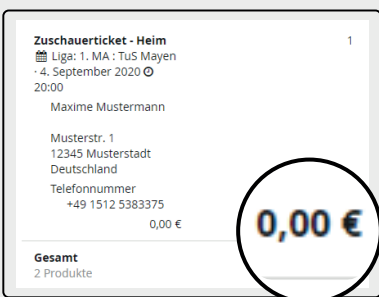 Zuschauerticket - Heim 1
Liga: 1. MA : TuS Mayen
· 4. September 2020
20:00
Maxime Mustermann
Musterstr. 1
12345 Musterstadt
Deutschland
Telefonnummer
+49 1512 5383375
0,00 €
0,00 €
Gesamt
2 Produkte